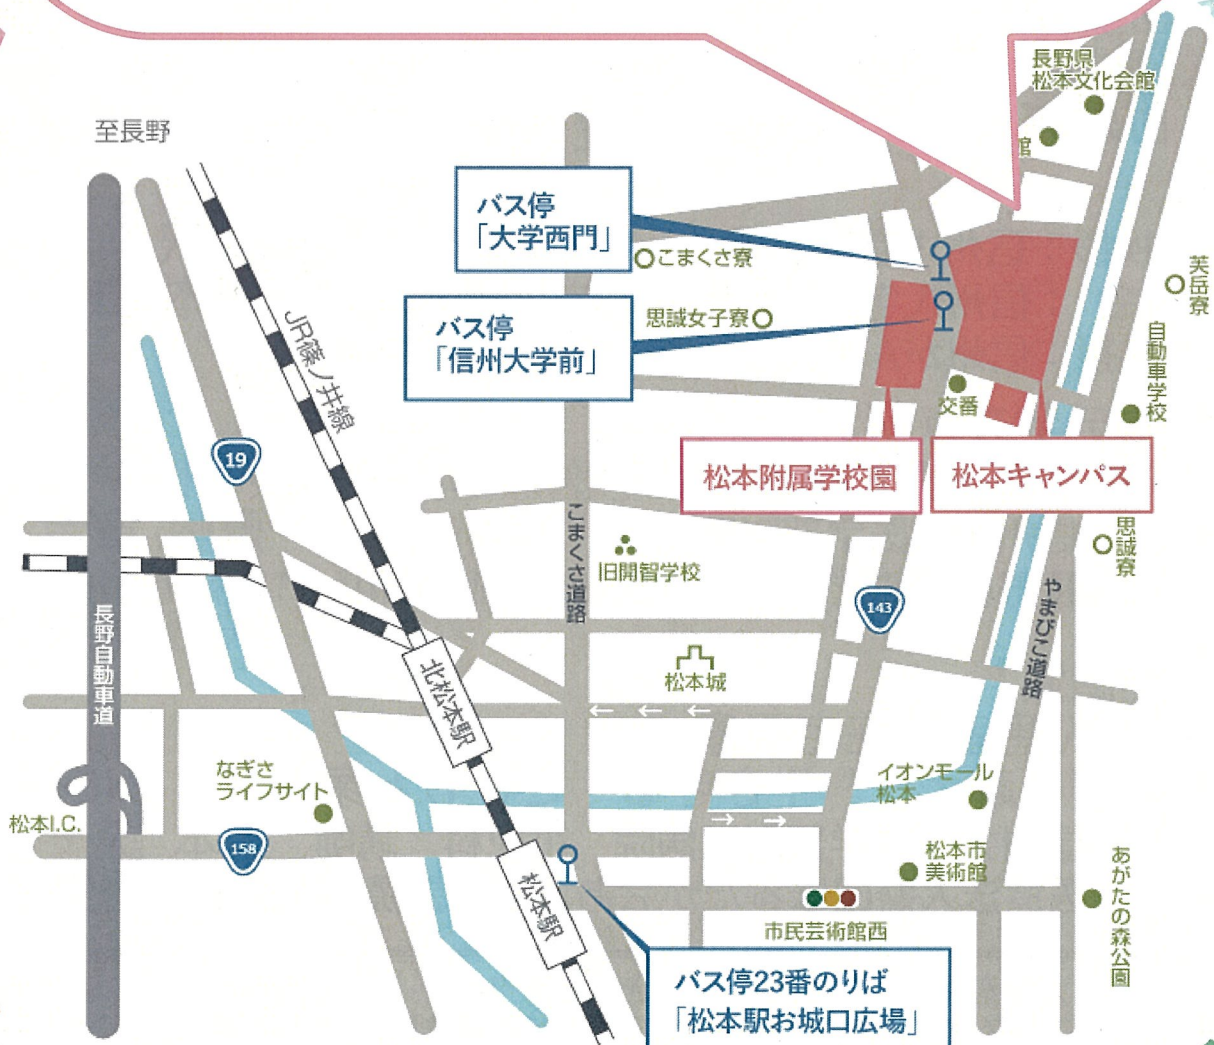 長野県
松本文化会館
館
至長野
バス停
「大学西門」
こまくさ寮
芙岳寮
思誠女子寮
バス停
「信州大学前」
JR篠ノ井線
自動車学校
交番
19
松本附属学校園
松本キャンパス
こまくさ道路
思誠寮
旧開智学校
143
やまびこ道路
長野自動車道
北松本駅
松本城
なぎさ
ライフサイト
イオンモール
松本
松本I.C.
158
松本市
美術館
あがたの森公園
松本駅
市民芸術館西
バス停23番のりば
「松本駅お城口広場」